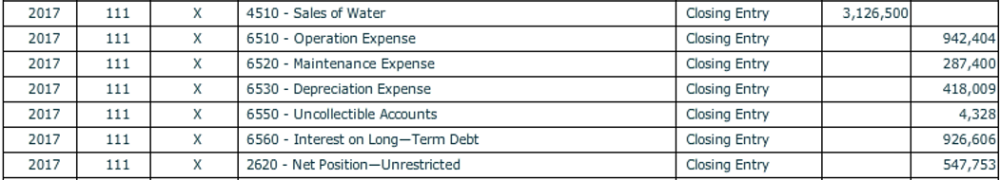 2017 111 X 4510 - Sales of Water Closing Entry 3,126,500
2017 111 X 6510 - Operation Expense Closing Entry 942,404
2017 111 X 6520 - Maintenance Expense Closing Entry 287,400
2017 111 X 6530 - Depreciation Expense Closing Entry 418,009
2017 111 X 6550 - Uncollectible Accounts Closing Entry 4,328
2017 111 X 6560 - Interest on Long—Term Debt Closing Entry 926,606
2017 111 X 2620 - Net Position—Unrestricted Closing Entry 547,753